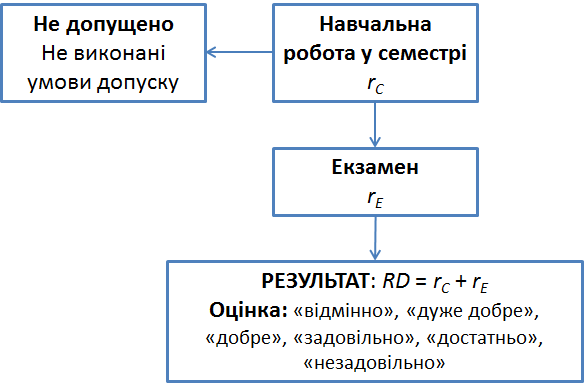 Не допущено
Не виконані
умови допуску
Навчальна
робота у семестрі
rC
Екзамен
rE
РЕЗУЛЬТАТ: RD = rC + rE
Оцінка: «відмінно», «дуже добре»,
«добре», «задовільно», «достатньо»,
«незадовільно»